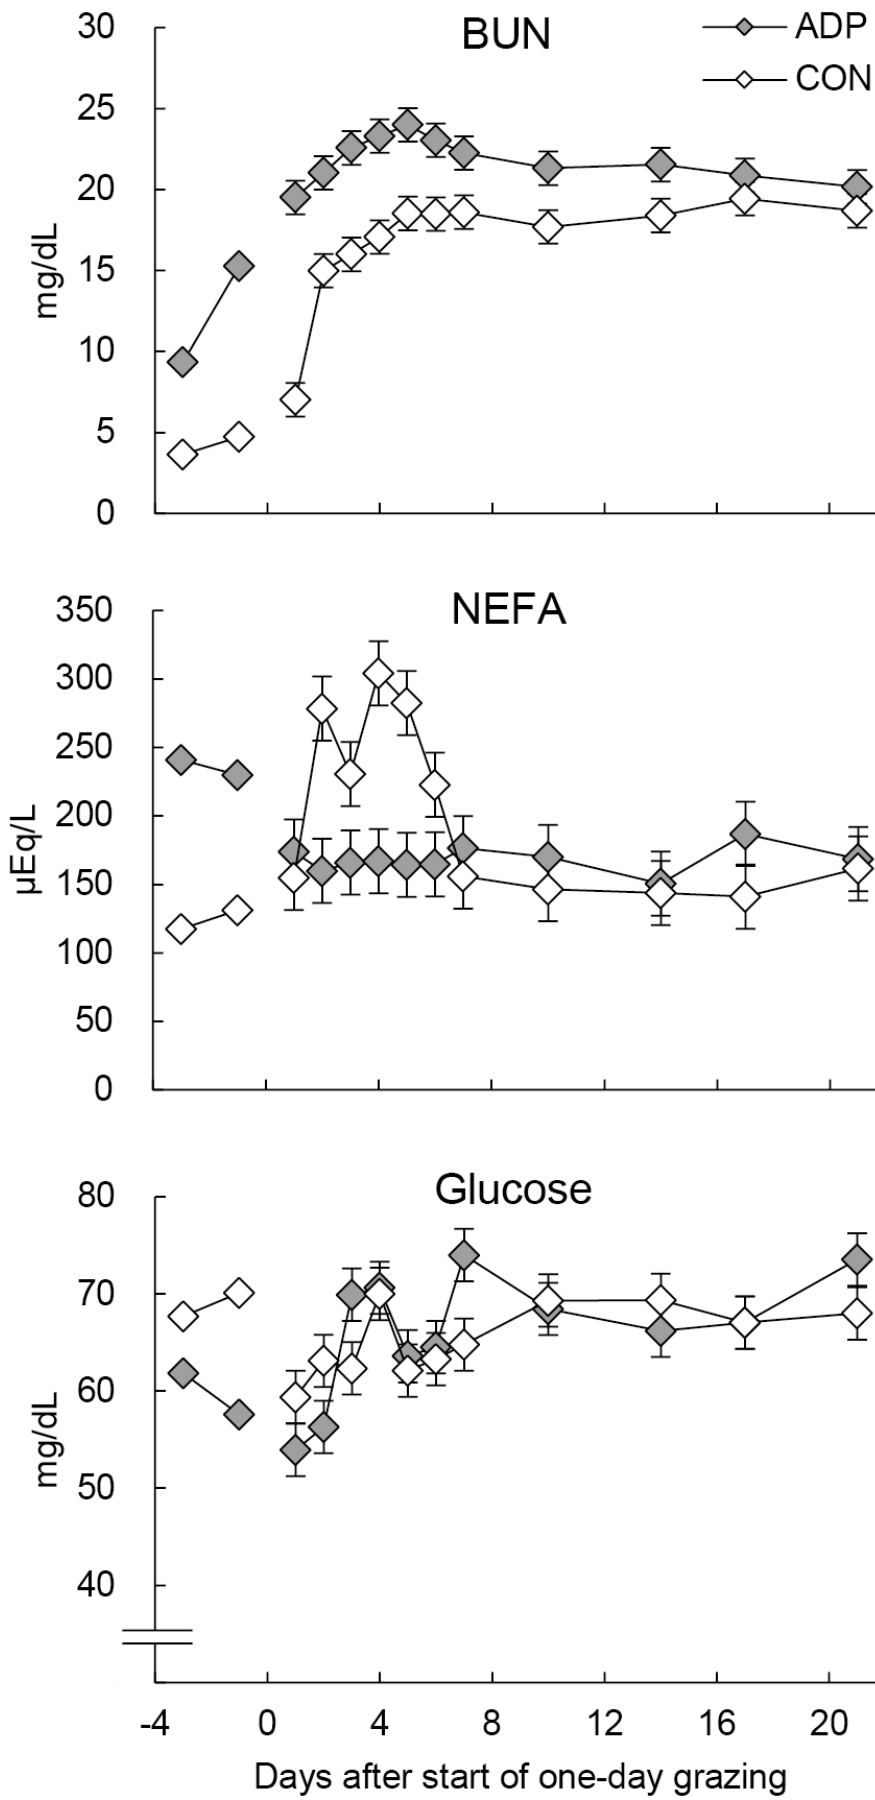 BUN
ADP
CON
30
25
20
15
10
5
0
mg/dL
NEFA
350
300
250
200
150
100
50
0
µEq/L
Glucose
80
70
60
50
40
mg/dL
-4 0 4 8 12 16 20
Days after start of one-day grazing